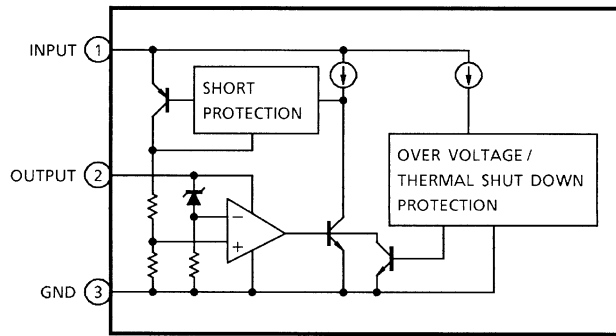 INPUT 1
SHORT
PROTECTION
OVER VOLTAGE /
THERMAL SHUT DOWN
PROTECTION
OUTPUT 2
−
+
GND 3